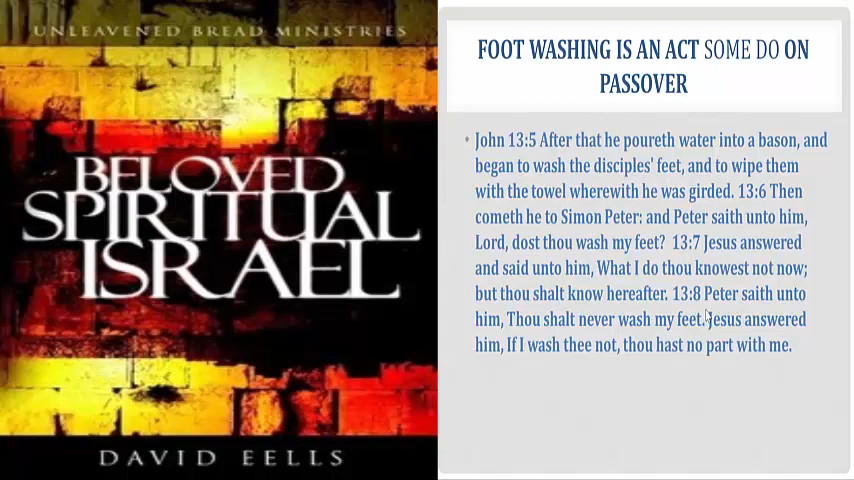 UNLEAVENED BREAD MINISTRIES
BELOVED
SPIRITUAL
ISRAEL
DAVID EELLS
FOOT WASHING IS AN ACT SOME DO ON
PASSOVER
• John 13:5 After that he poureth water into a bason, and
began to wash the disciples' feet, and to wipe them
with the towel wherewith he was girded. 13:6 Then
cometh he to Simon Peter: and Peter saith unto him,
Lord, dost thou wash my feet? 13:7 Jesus answered
and said unto him, What I do thou knowest not now;
but thou shalt know hereafter. 13:8 Peter saith unto
him, Thou shalt never wash my feet. Jesus answered
him, If I wash thee not, thou hast no part with me.